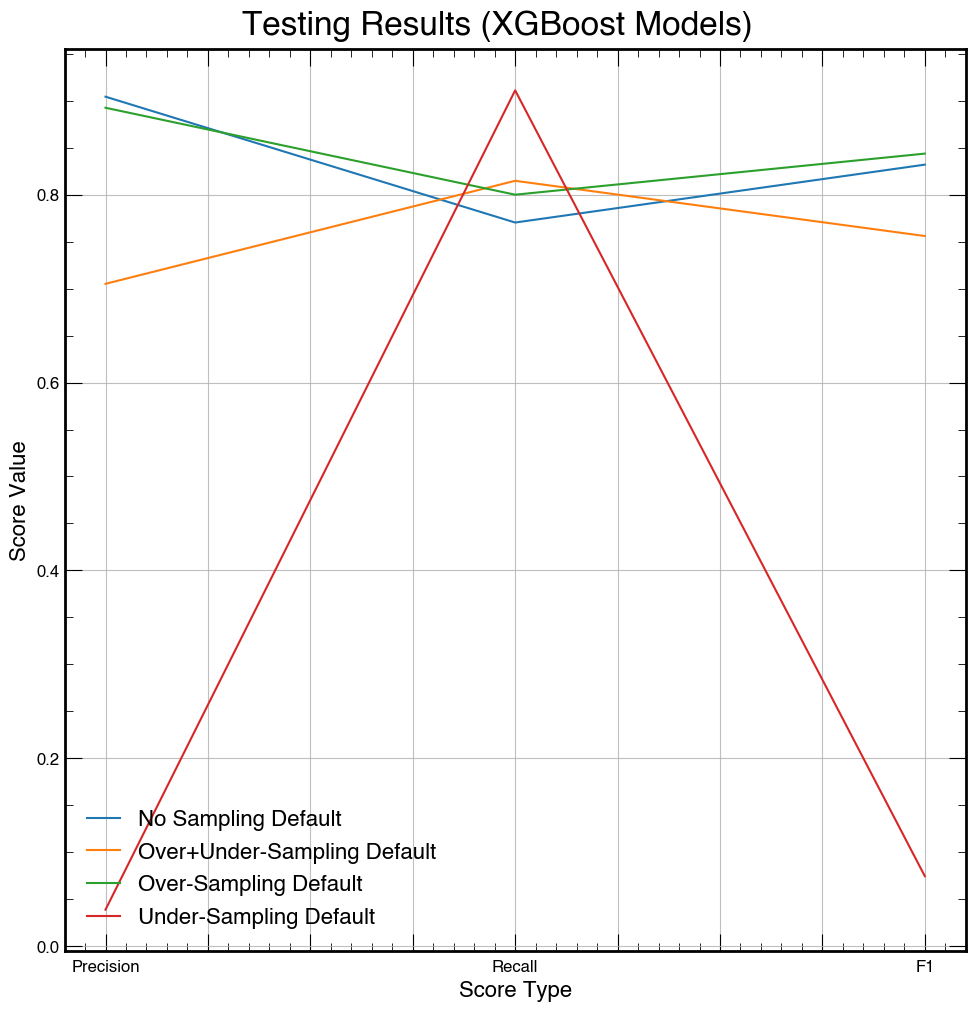 Testing Results (XGBoost Models)
0.8
0.6
0.4
0.2
0.0
Score Value
No Sampling Default
Over+Under-Sampling Default
Over-Sampling Default
Under-Sampling Default
Precision Recall F1
Score Type